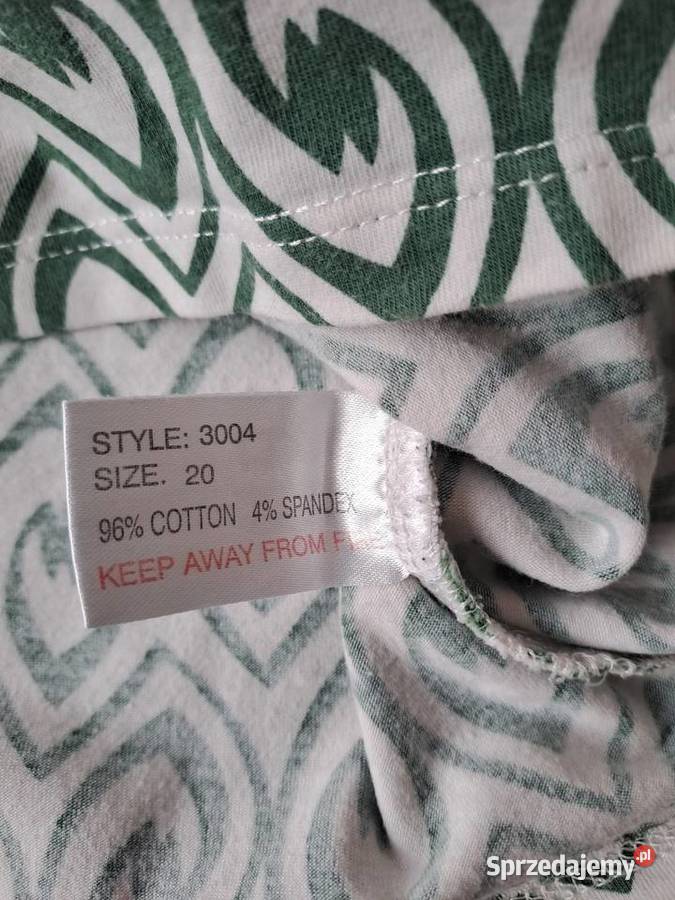 STYLE: 3004
SIZE. 20
96% COTTON 4% SPANDEX
KEEP AWAY FROM
Sprzedajemy.pl